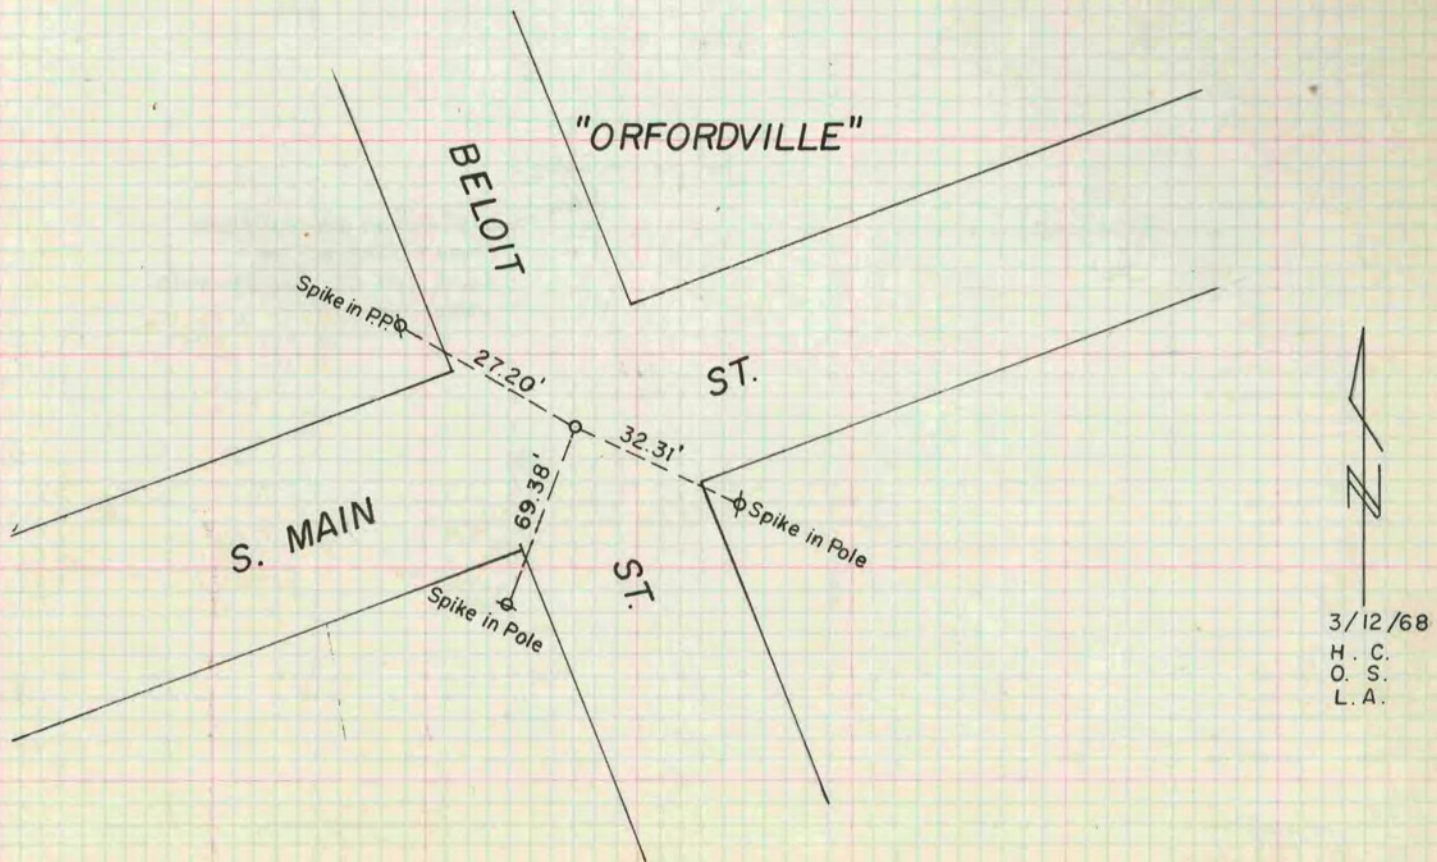 "ORFORDVILLE"
BELOIT
Spike in P.P.
27.20'
ST.
32.31'
69.38'
S. MAIN
Spike in Pole
ST.
Spike in Pole
N
3/12/68
H. C.
O. S.
L. A.